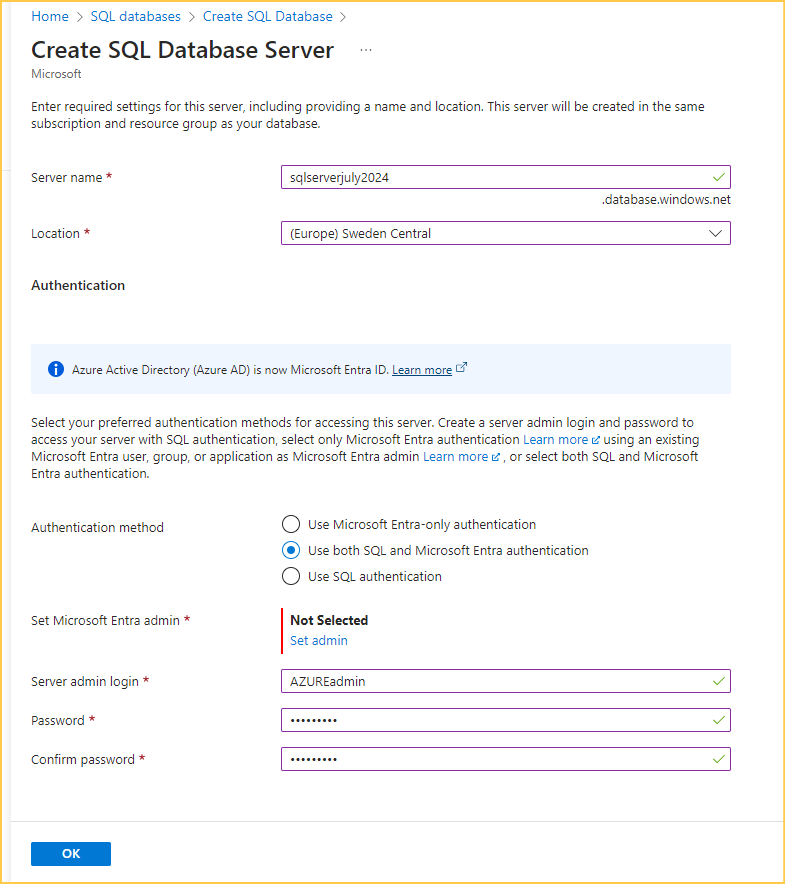 Home > SQL databases > Create SQL Database >
Create SQL Database Server ...
Microsoft
Enter required settings for this server, including providing a name and location. This server will be created in the same
subscription and resource group as your database.
Server name * sqlserverjuly2024
.database.windows.net
Location * (Europe) Sweden Central
Authentication
Azure Active Directory (Azure AD) is now Microsoft Entra ID. Learn more
Select your preferred authentication methods for accessing this server. Create a server admin login and password to
access your server with SQL authentication, select only Microsoft Entra authentication Learn more using an existing
Microsoft Entra user, group, or application as Microsoft Entra admin Learn more , or select both SQL and Microsoft
Entra authentication.
Authentication method
Use Microsoft Entra-only authentication
Use both SQL and Microsoft Entra authentication
Use SQL authentication
Set Microsoft Entra admin * Not Selected
Set admin
Server admin login * AZUREadmin
Password * •••••••••
Confirm password * •••••••••
OK